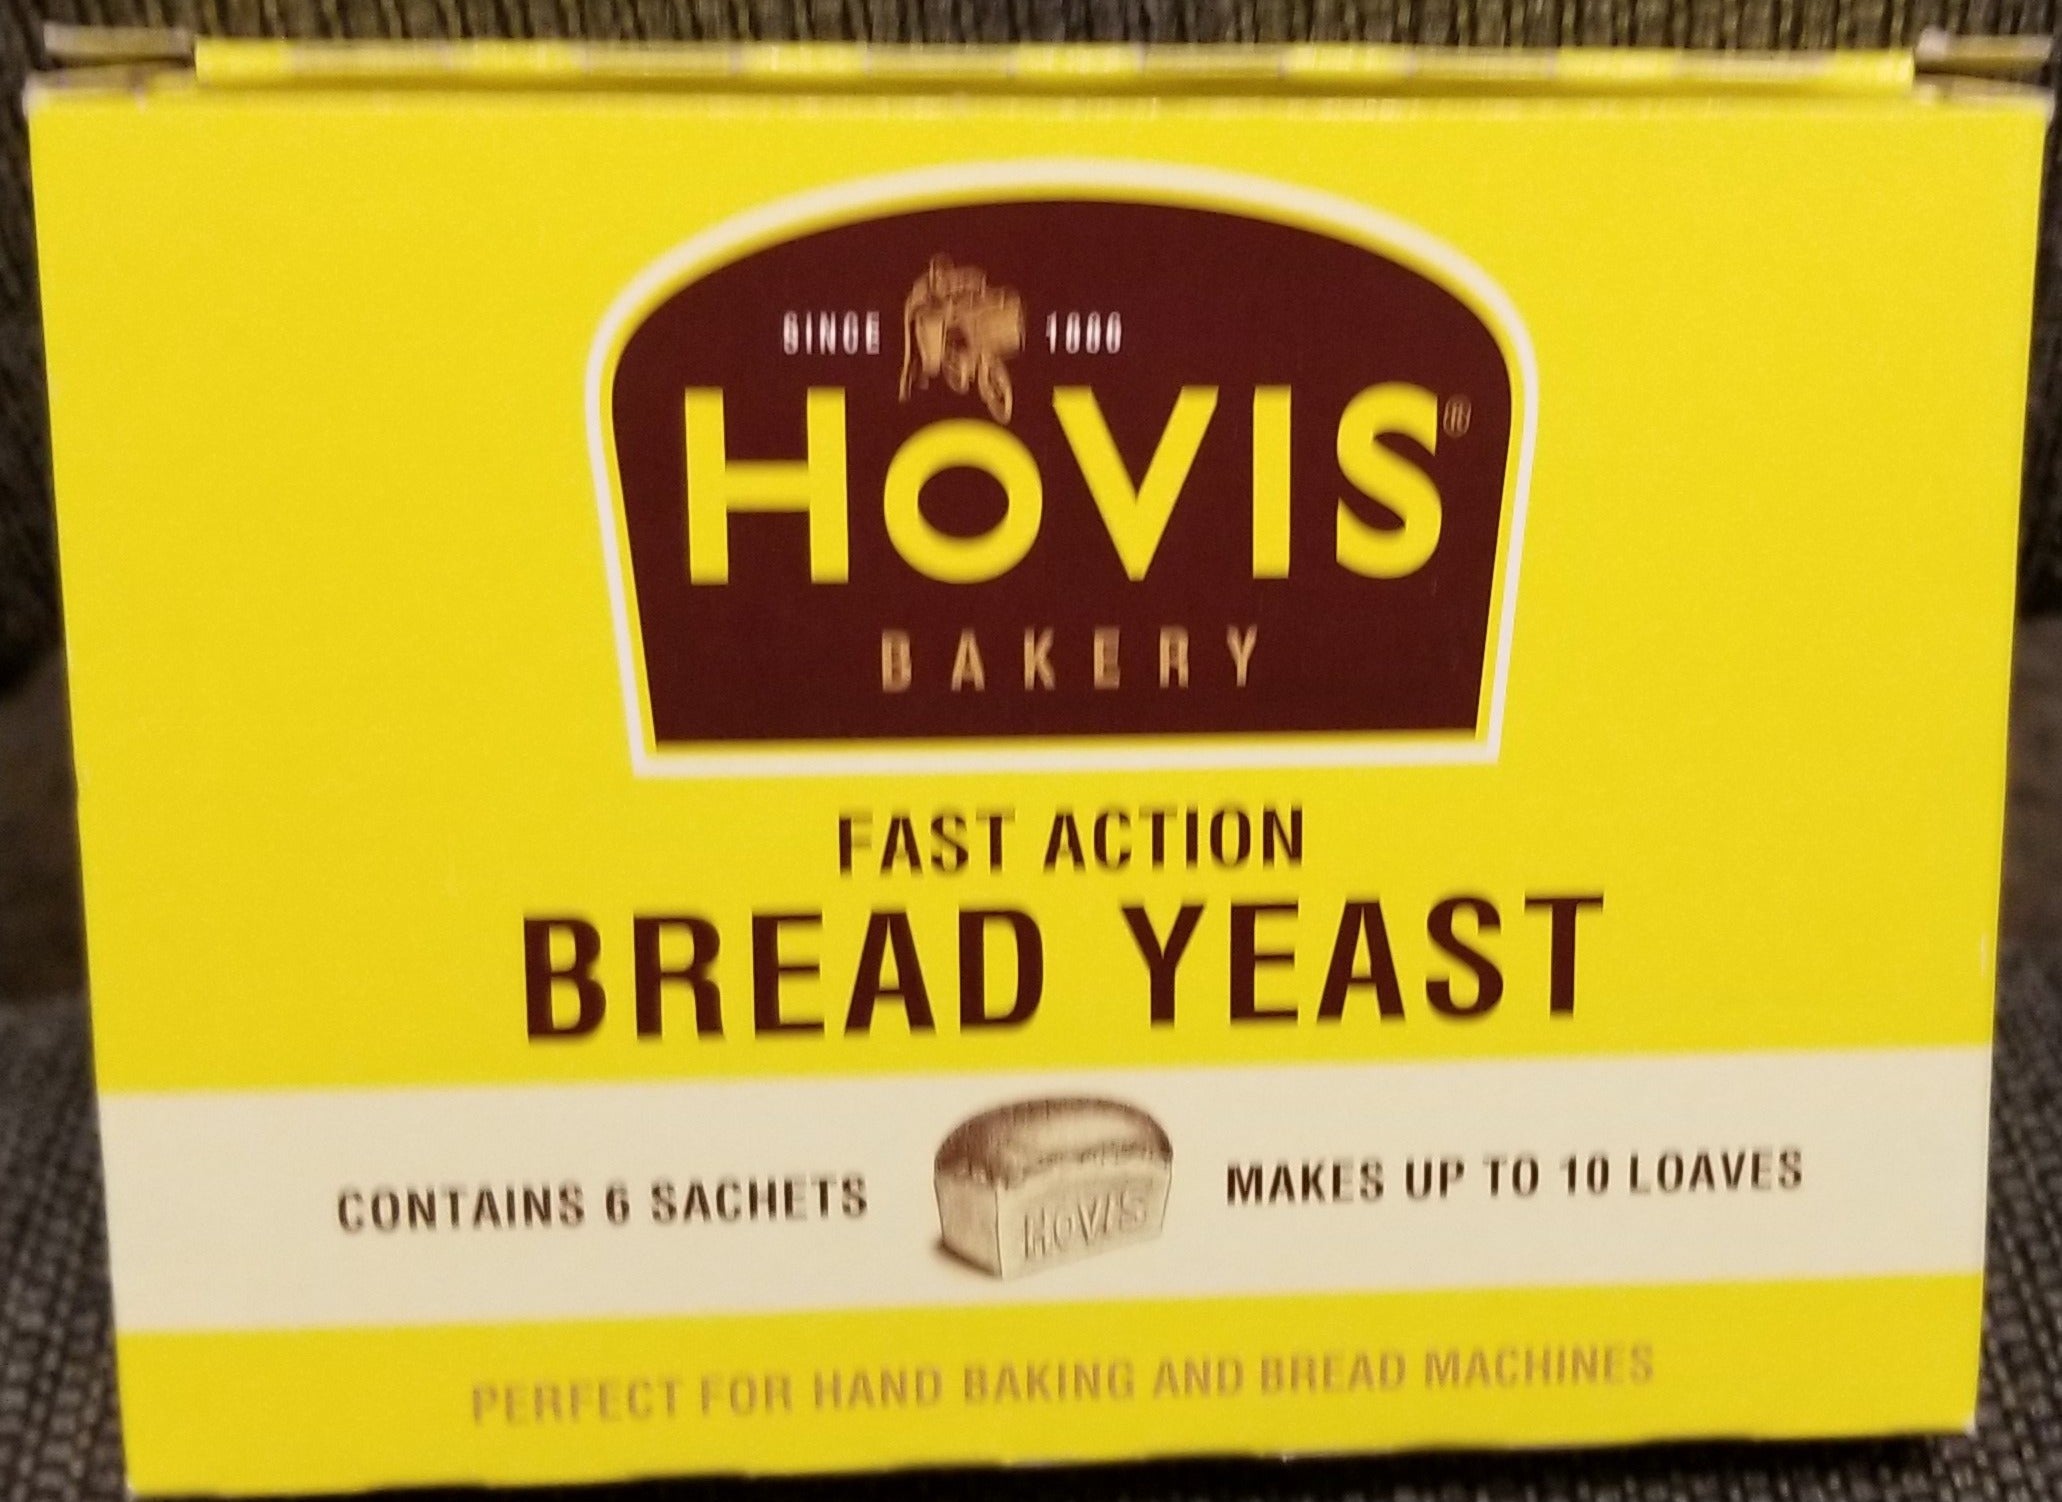 SINCE
HOVIS®
BAKERY
FAST ACTION
BREAD YEAST
CONTAINS 6 SACHETS
HOVIS
MAKES UP TO 10 LOAVES
PERFECT FOR HAND BAKING AND BREAD MACHINES